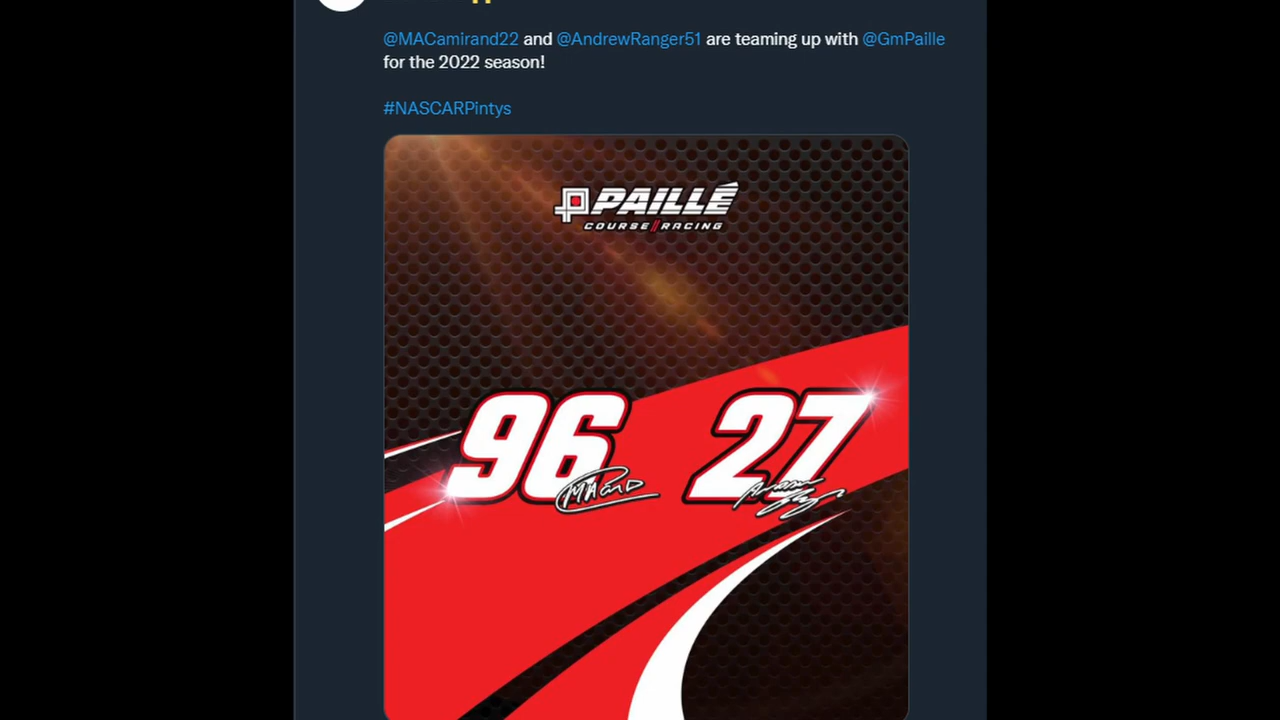 @MACamirand22 and @AndrewRanger51 are teaming up with @GmPaille
for the 2022 season!
#NASCARPintys
PAILLÉ
COURSE//RACING
96 27